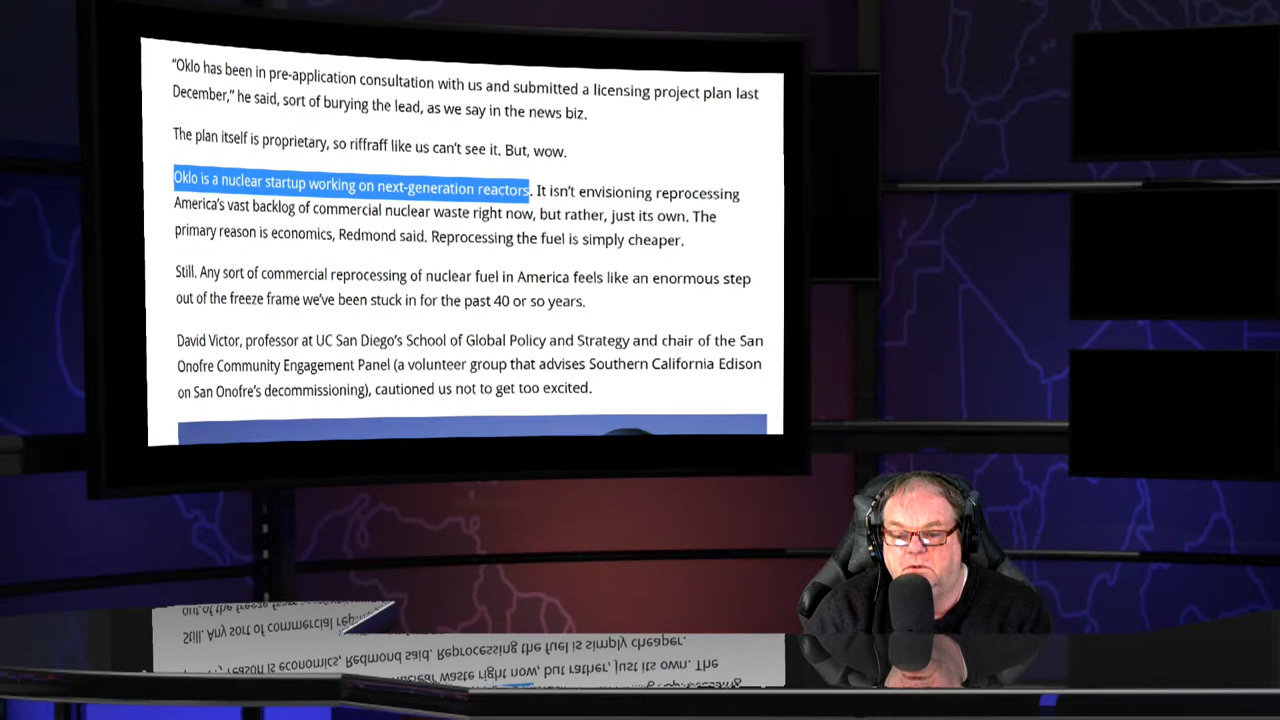 “Oklo has been in pre-application consultation with us and submitted a licensing project plan last
December,” he said, sort of burying the lead, as we say in the news biz.
The plan itself is proprietary, so riffraff like us can’t see it. But, wow.
Oklo is a nuclear startup working on next-generation reactors. It isn’t envisioning reprocessing
America’s vast backlog of commercial nuclear waste right now, but rather, just its own. The
primary reason is economics, Redmond said. Reprocessing the fuel is simply cheaper.
Still. Any sort of commercial reprocessing of nuclear fuel in America feels like an enormous step
out of the freeze frame we’ve been stuck in for the past 40 or so years.
David Victor, professor at UC San Diego’s School of Global Policy and Strategy and chair of the San
Onofre Community Engagement Panel (a volunteer group that advises Southern California Edison
on San Onofre’s decommissioning), cautioned us not to get too excited.